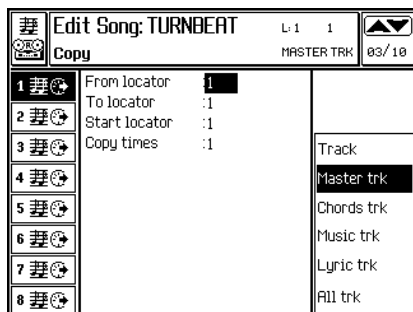 Edit Song: TURNBEAT
L: 1 1
Copy
MASTER TRK
03/10
From locator :1
To locator :1
Start locator :1
Copy times :1
1
2
3
4
5
6
7
8
Track
Master trk
Chords trk
Music trk
Lyric trk
All trk